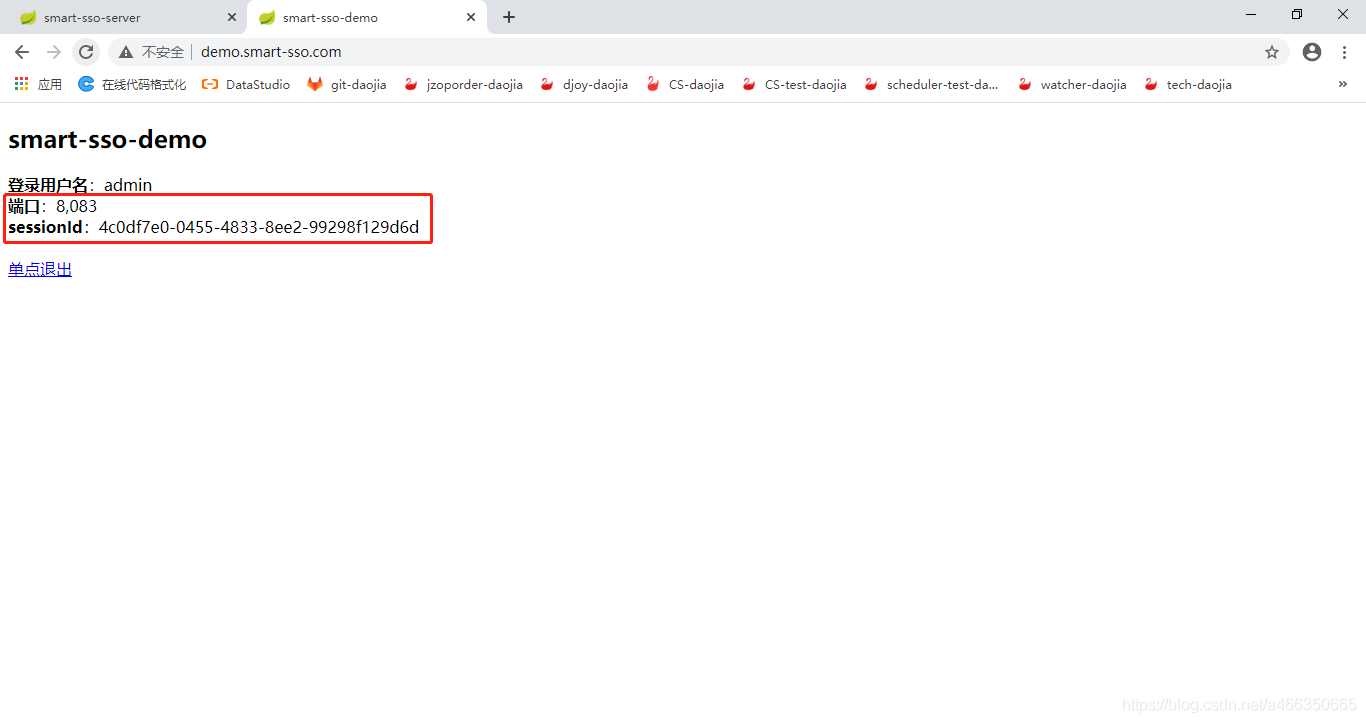 smart-sso-server
smart-sso-demo
不安全 demo.smart-sso.com
应用 在线代码格式化 DataStudio git-daojia jzoporder-daojia djoy-daojia CS-daojia CS-test-daojia scheduler-test-da... watcher-daojia tech-daojia »
smart-sso-demo
登录用户名：admin
端口：8,083
sessionId：4c0df7e0-0455-4833-8ee2-99298f129d6d
单点退出
https://blog.csdn.net/a466350665